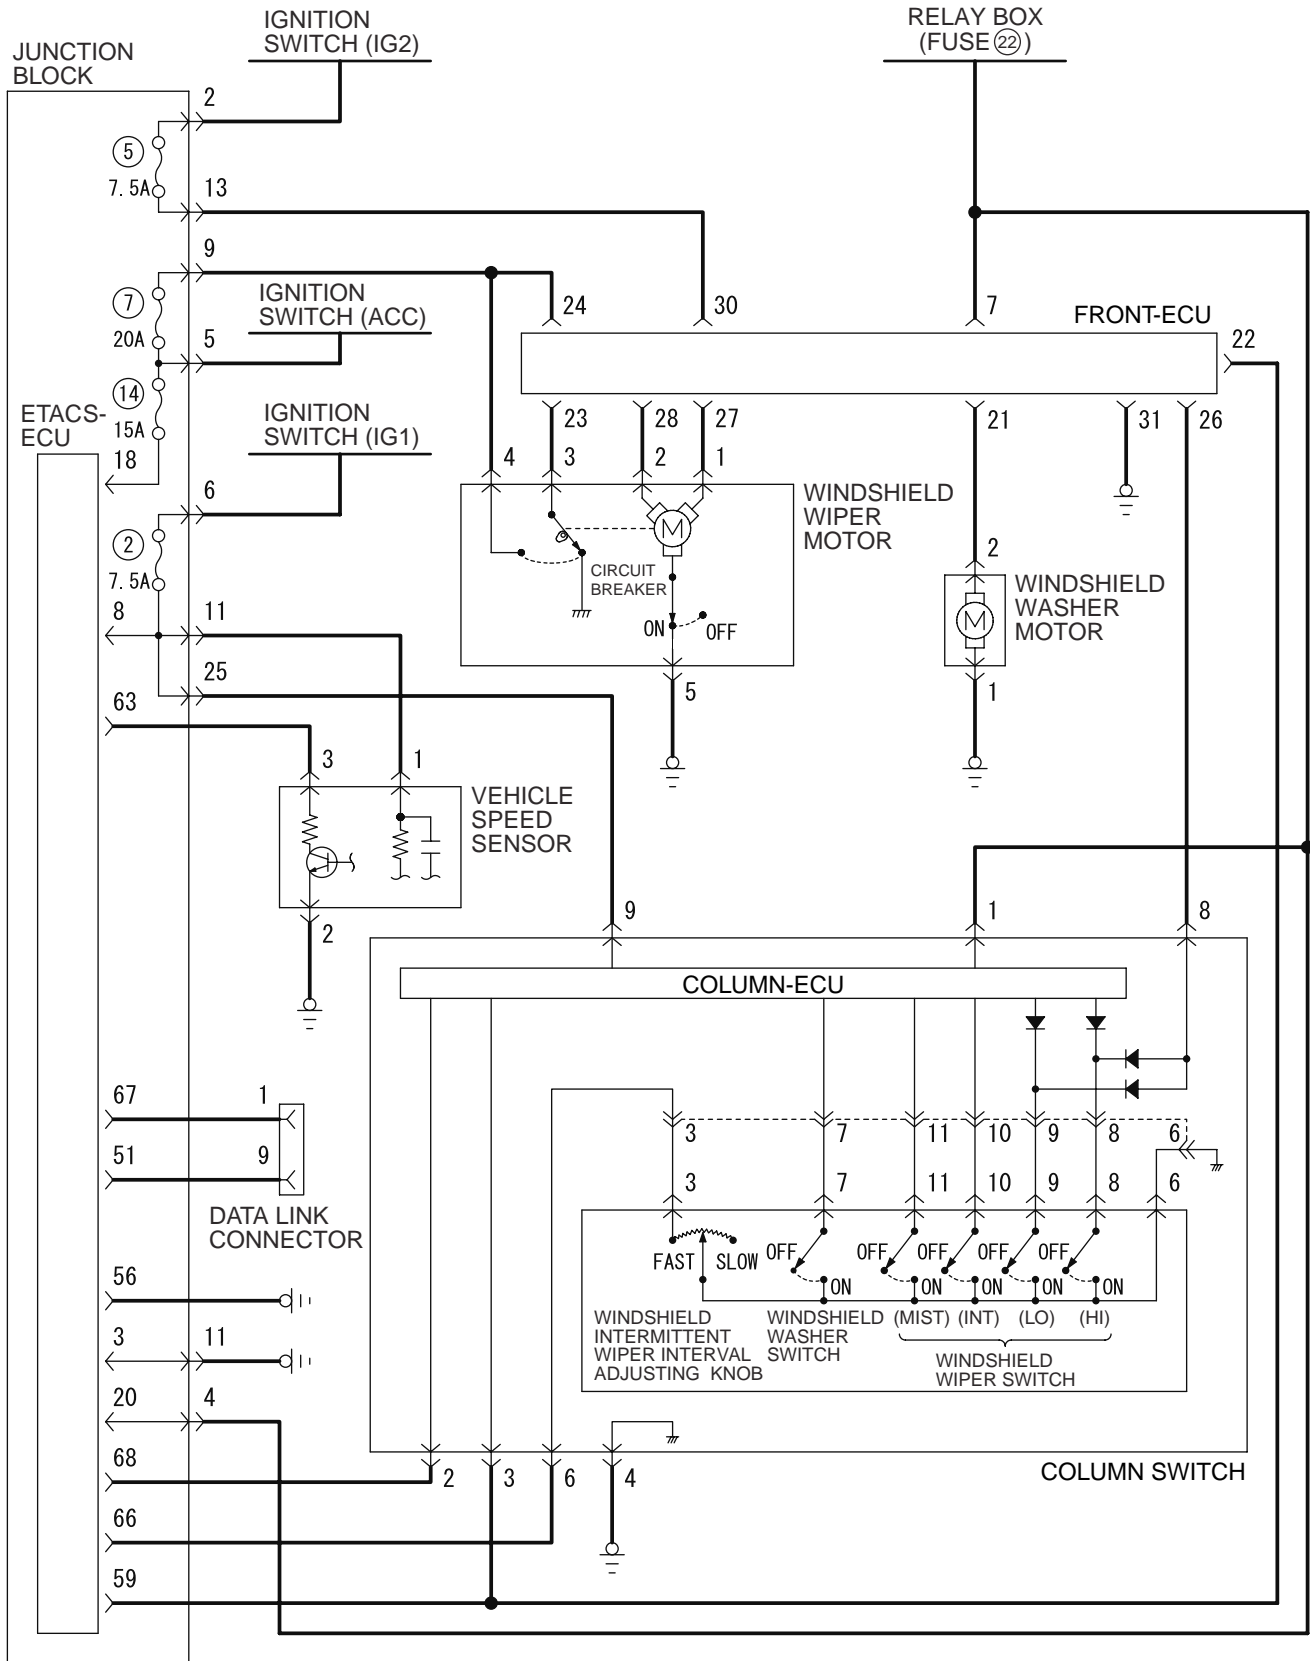 IGNITION
SWITCH (IG2)
RELAY BOX
(FUSE 22)
JUNCTION
BLOCK
2
5
7.5A
13
9
IGNITION
SWITCH (ACC)
24
30
7
FRONT-ECU
7
20A
5
22
14
15A
IGNITION
SWITCH (IG1)
ETACS-
ECU
23
28
27
21
31
26
18
4
3
2
1
6
WINDSHIELD
WIPER
MOTOR
2
7.5A
CIRCUIT
BREAKER
M
2
WINDSHIELD
WASHER
MOTOR
M
8
11
ON
OFF
25
5
1
63
3
1
VEHICLE
SPEED
SENSOR
2
9
1
8
COLUMN-ECU
67
1
3
7
11
10
9
8
6
51
9
3
7
11
10
9
8
6
DATA LINK
CONNECTOR
FAST
SLOW
OFF
OFF
OFF
OFF
OFF
ON
ON
ON
ON
ON
56
WINDSHIELD
INTERMITTENT
WIPER INTERVAL
ADJUSTING KNOB
WINDSHIELD
WASHER
SWITCH
(MIST)
(INT)
(LO)
(HI)
WINDSHIELD
WIPER SWITCH
3
11
20
4
68
2
3
6
4
COLUMN SWITCH
66
59